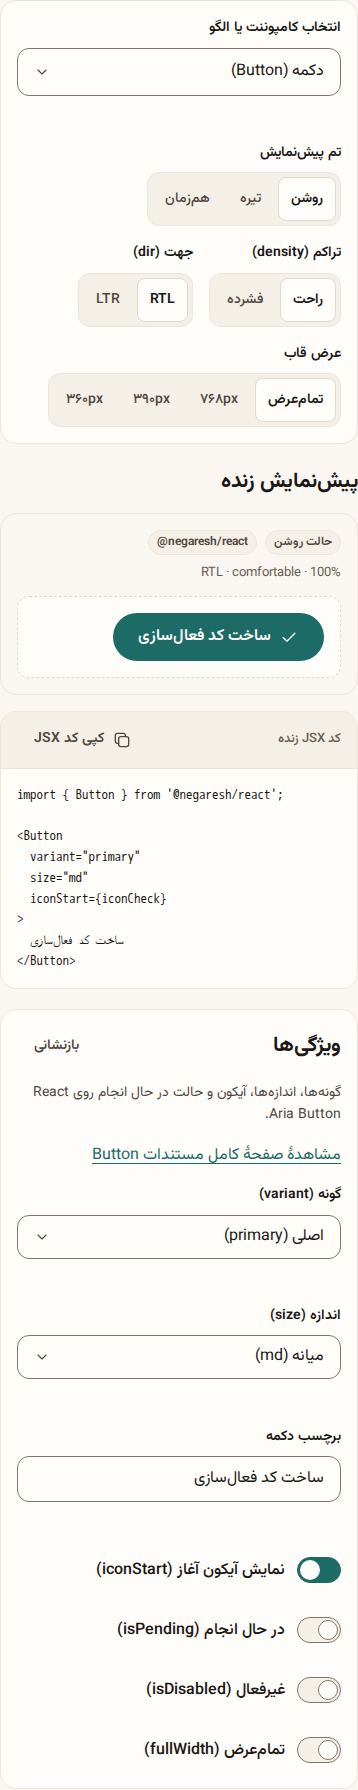 انتخاب کامپوننت یا الگو
دکمه (Button)
تم پیش‌نمایش
روشن تیره هم‌زمان
تراکم (density) جهت (dir)
راحت فشرده RTL LTR
عرض قاب
تمام‌عرض ۷۶۸px ۳۹۰px ۳۶۰px
پیش‌نمایش زنده
حالت روشن @negaresh/react
RTL · comfortable · 100%
ساخت کد فعال‌سازی
کد JSX زنده کپی کد JSX
import { Button } from '@negaresh/react';
<Button
variant="primary"
size="md"
iconStart={iconCheck}
>
ساخت کد فعال‌سازی
</Button>
ویژگی‌ها بازنشانی
گونه‌ها، اندازه‌ها، آیکون و حالت در حال انجام روی React
Aria Button.
مشاهدهٔ صفحهٔ کامل مستندات Button
گونه (variant)
اصلی (primary)
اندازه (size)
میانه (md)
برچسب دکمه
ساخت کد فعال‌سازی
نمایش آیکون آغاز (iconStart)
در حال انجام (isPending)
غیرفعال (isDisabled)
تمام‌عرض (fullWidth)